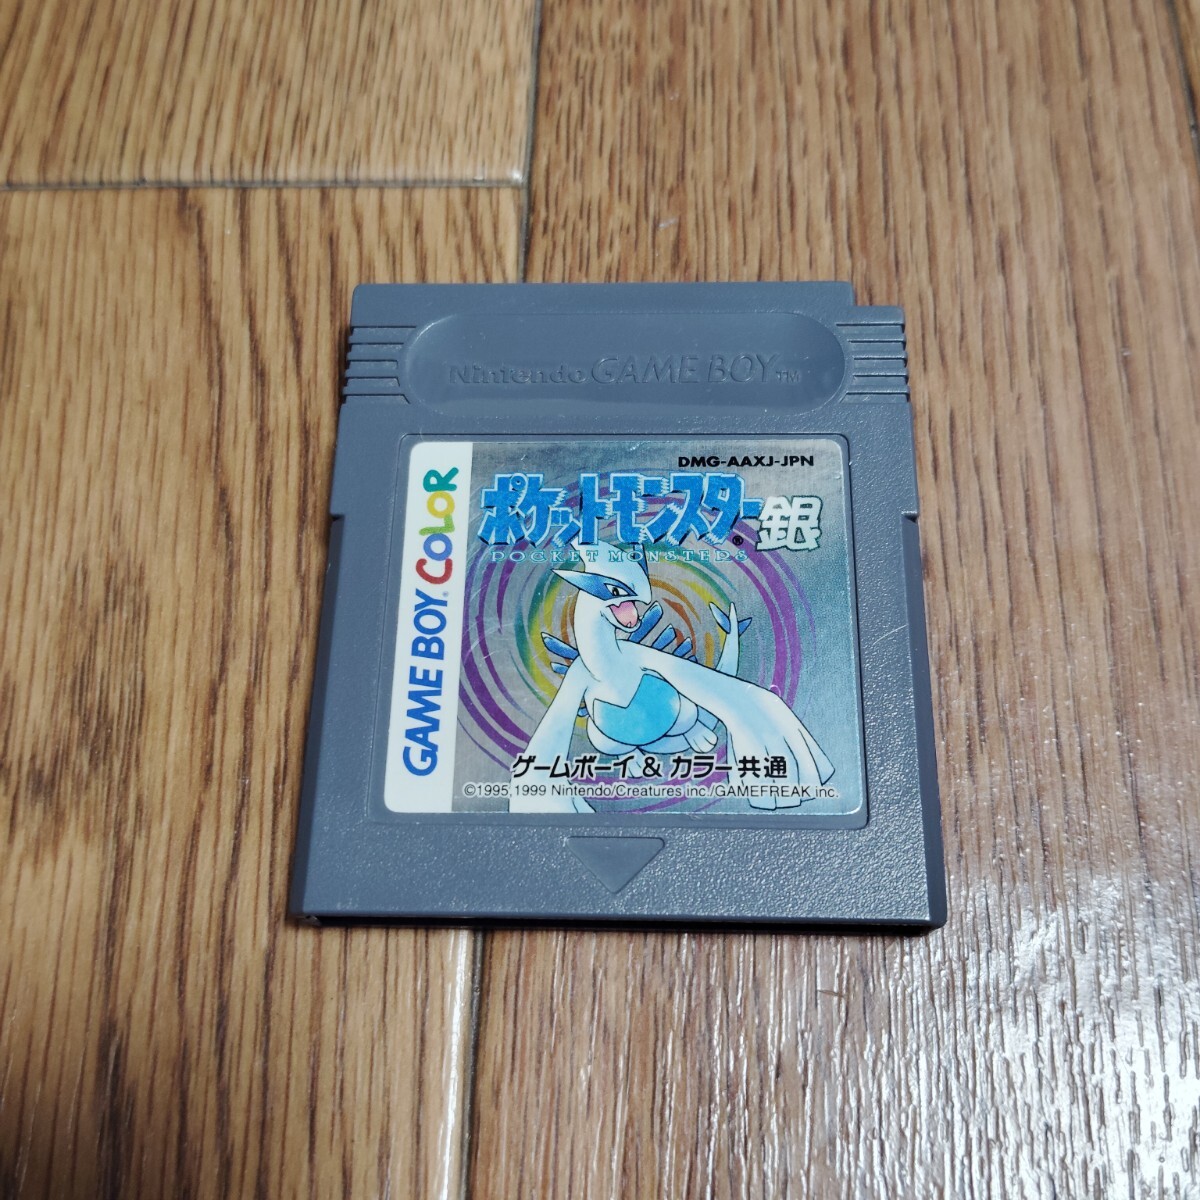 Nintendo GAME BOY™
DMG-AAXJ-JPN
ポケットモンスター®銀
POCKET MONSTERS
GAME BOY COLOR
ゲームボーイ & カラー共通
©1995,1999 Nintendo/Creatures inc./GAMEFREAK inc.